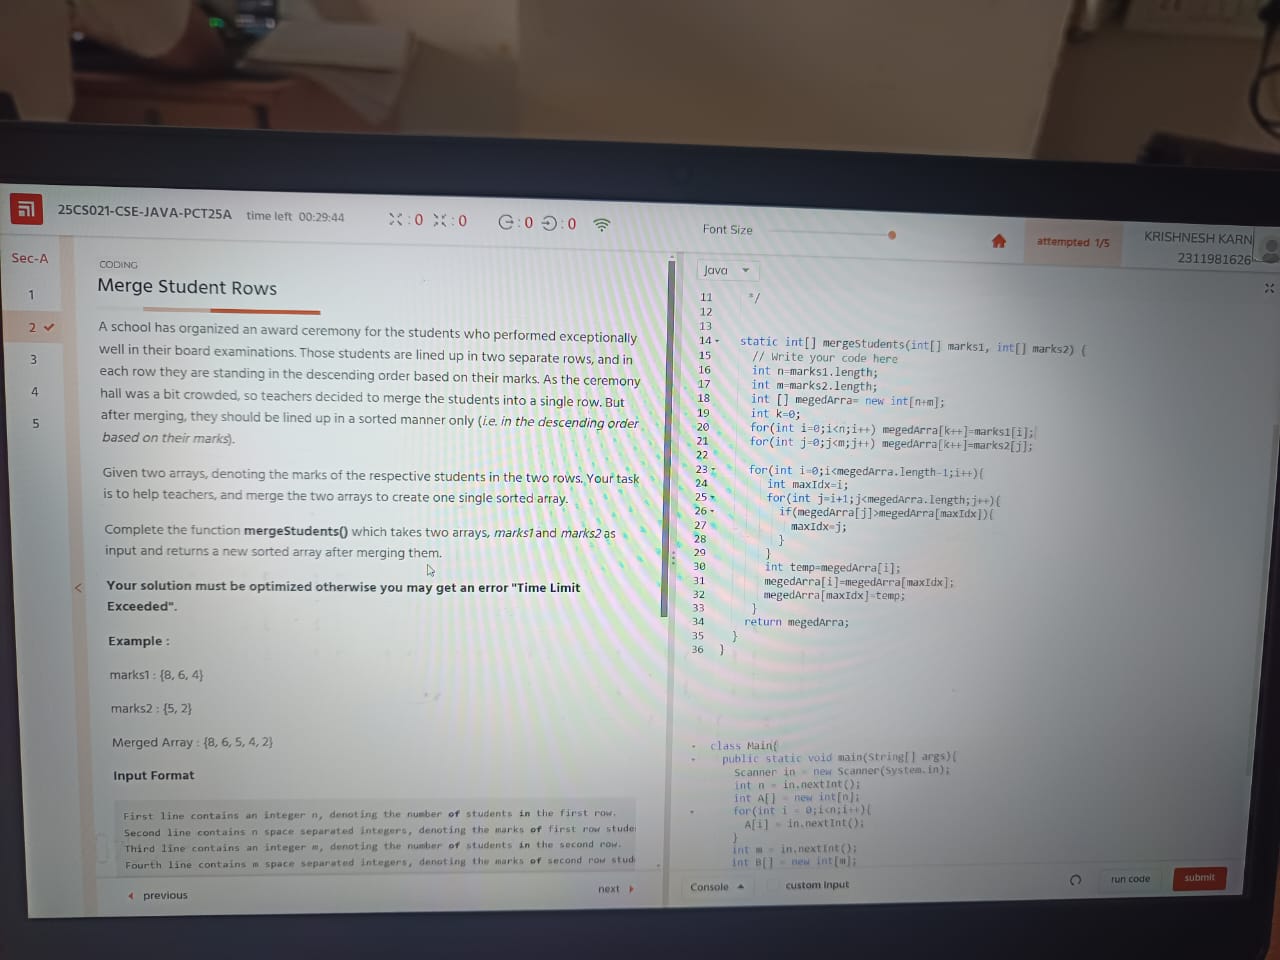 25CS021-CSE-JAVA-PCT25A time left 00:29:44 :0 :0 :0 :0 Font Size attempted 1/5 KRISHNESH KARN
2311981626
Sec-A
1
2
3
4
5
CODING
Merge Student Rows
A school has organized an award ceremony for the students who performed exceptionally
well in their board examinations. Those students are lined up in two separate rows, and in
each row they are standing in the descending order based on their marks. As the ceremony
hall was a bit crowded, so teachers decided to merge the students into a single row. But
after merging, they should be lined up in a sorted manner only (i.e. in the descending order
based on their marks).
Given two arrays, denoting the marks of the respective students in the two rows. Your task
is to help teachers, and merge the two arrays to create one single sorted array.
Complete the function mergeStudents() which takes two arrays, marks1 and marks2 as
input and returns a new sorted array after merging them.
Your solution must be optimized otherwise you may get an error "Time Limit
Exceeded".
Example :
marks1 : {8, 6, 4}
marks2 : {5, 2}
Merged Array : {8, 6, 5, 4, 2}
Input Format
First line contains an integer n, denoting the number of students in the first row.
Second line contains n space separated integers, denoting the marks of first row stude
Third line contains an integer m, denoting the number of students in the second row.
Fourth line contains m space separated integers, denoting the marks of second row stud
previous
next
Java
11 */
12
13
14 static int[] mergeStudents(int[] marks1, int[] marks2) {
15 // Write your code here
16 int n=marks1.length;
17 int m=marks2.length;
18 int [] megedArra= new int[n+m];
19 int k=0;
20 for(int i=0;i<n;i++) megedArra[k++]=marks1[i];
21 for(int j=0;j<m;j++) megedArra[k++]=marks2[j];
22
23 for(int i=0;i<megedArra.length-1;i++){
24 int maxIdx=i;
25 for(int j=i+1;j<megedArra.length;j++){
26 if(megedArra[j]>megedArra[maxIdx]){
27 maxIdx=j;
28 }
29 }
30 int temp=megedArra[i];
31 megedArra[i]=megedArra[maxIdx];
32 megedArra[maxIdx]=temp;
33 }
34 return megedArra;
35 }
36 }
class Main{
public static void main(String[] args){
Scanner in = new Scanner(System.in);
int n = in.nextInt();
int A[] = new int[n];
for(int i = 0;i<n;i++){
A[i] = in.nextInt();
}
int m = in.nextInt();
int B[] = new int[m];
Console custom input run code submit